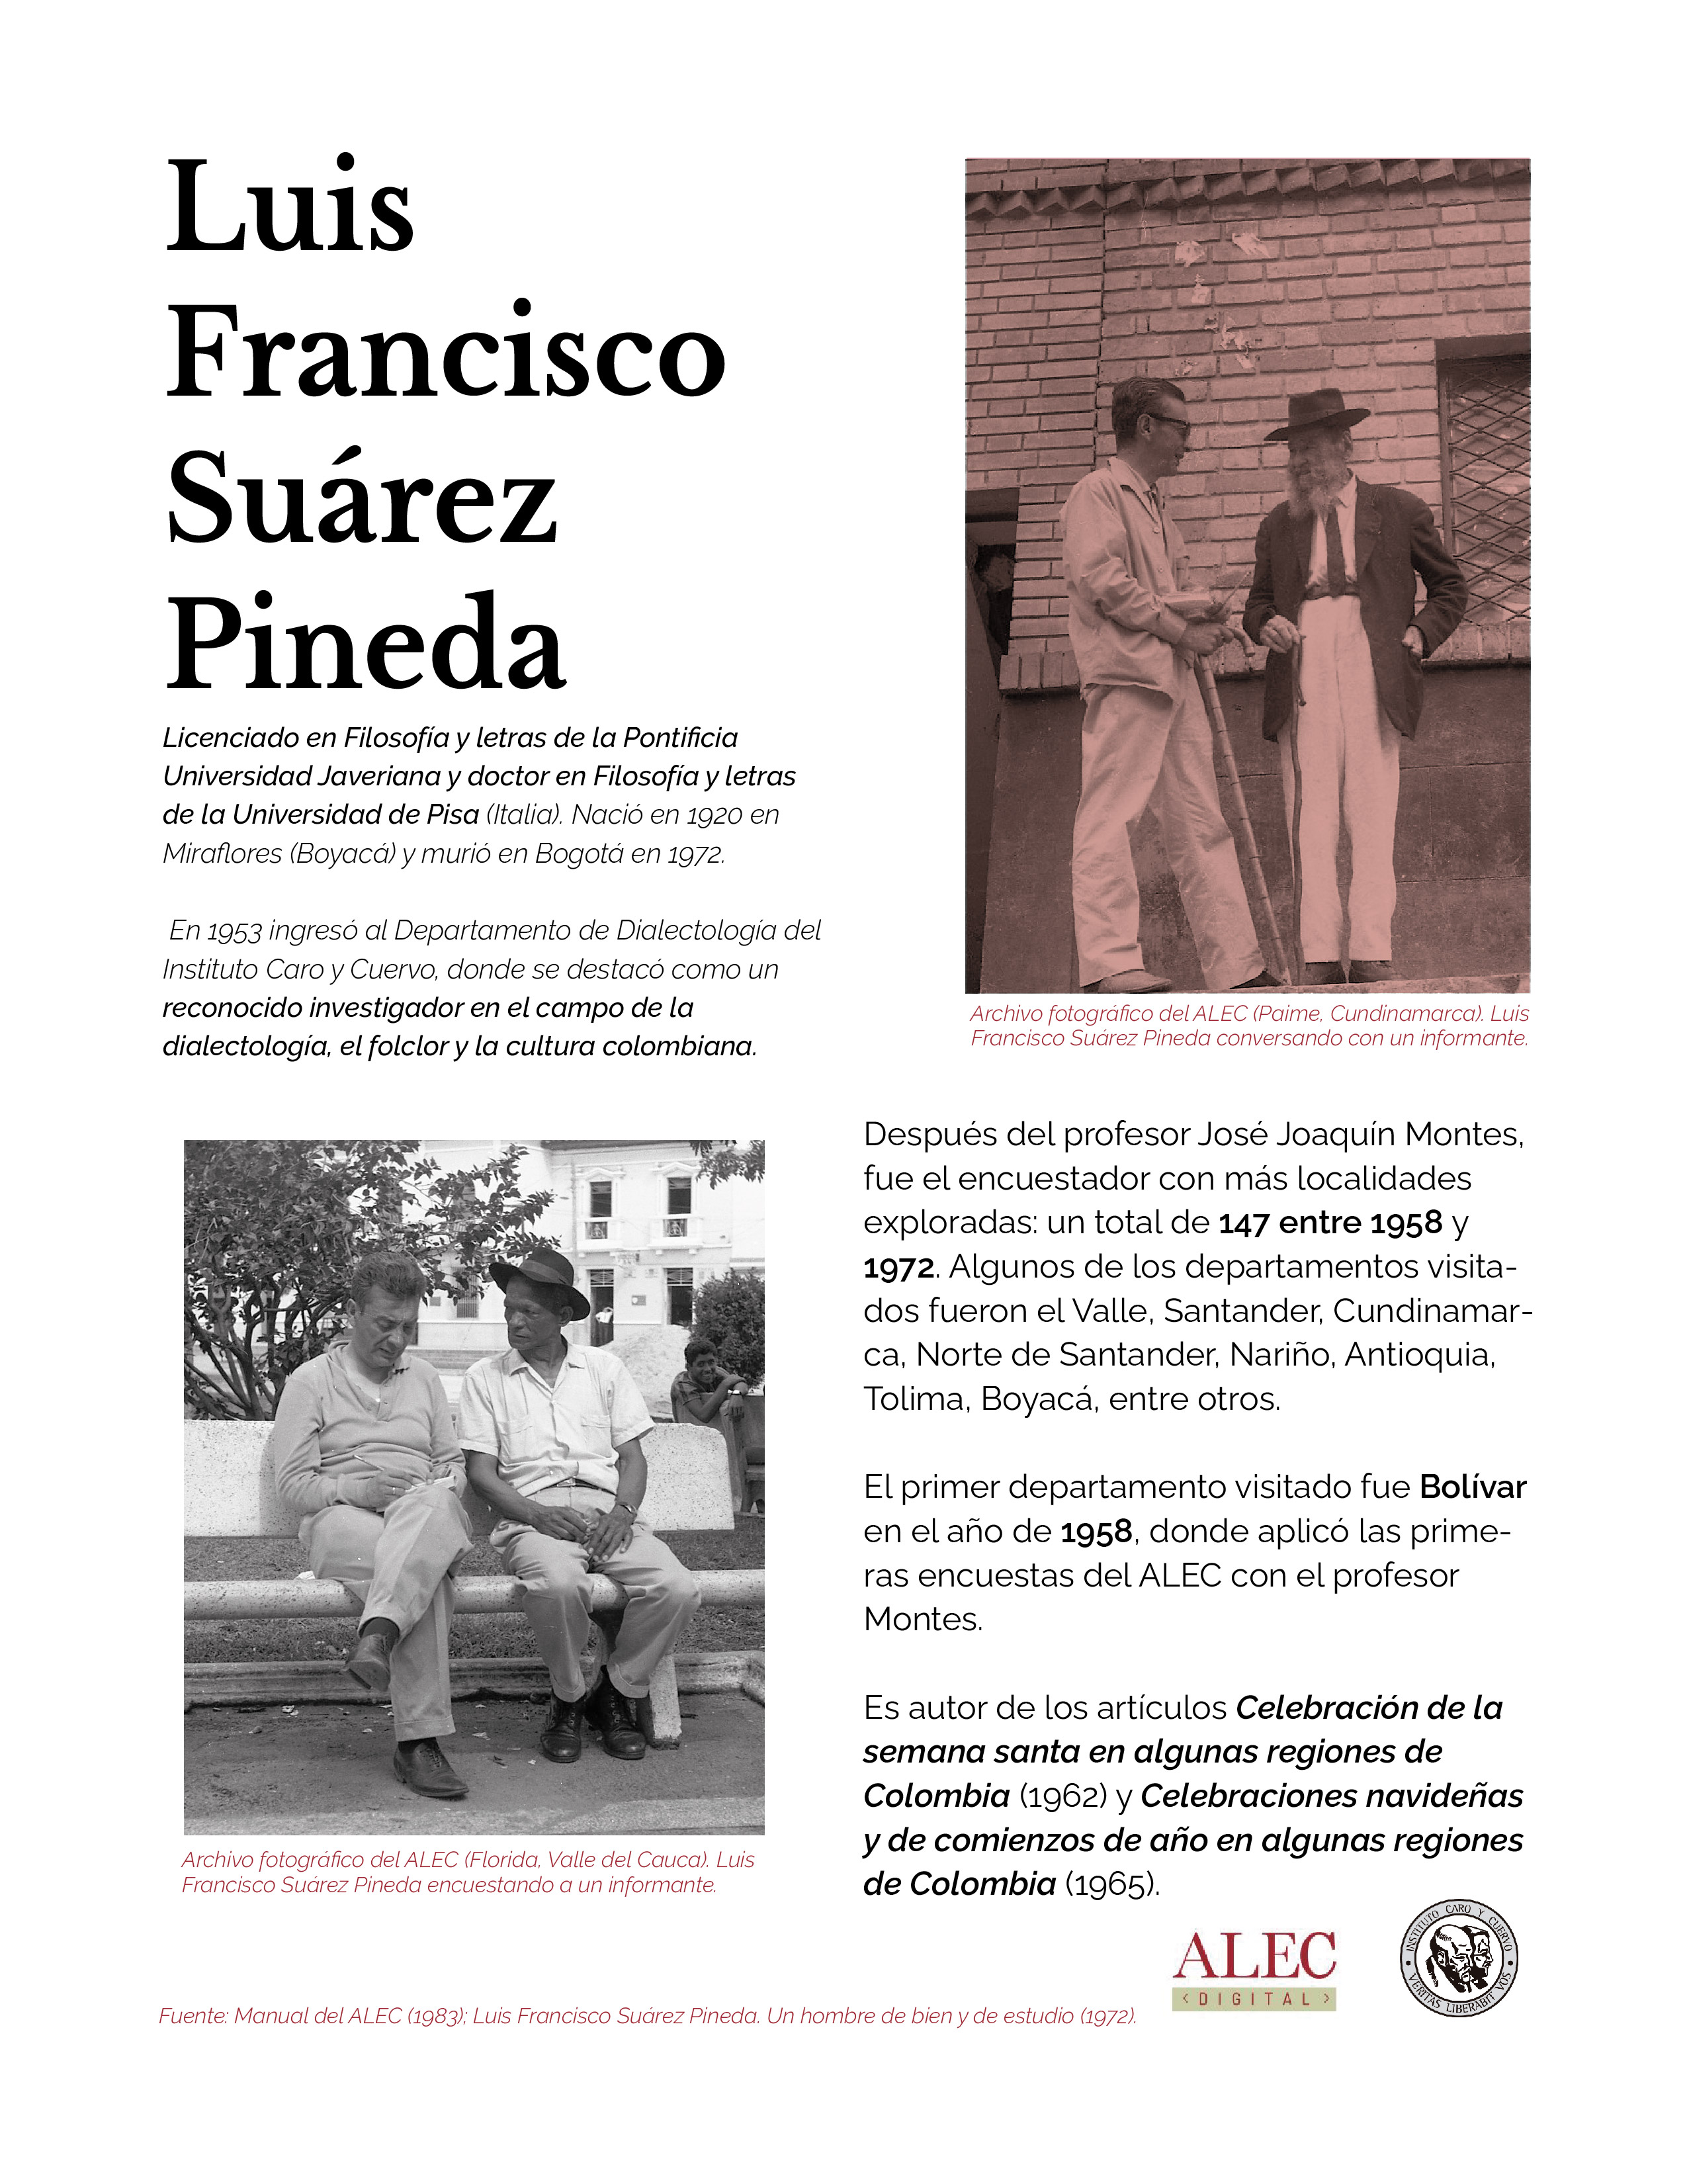 Luis
Francisco
Suárez
Pineda
Licenciado en Filosofía y letras de la Pontificia
Universidad Javeriana y doctor en Filosofía y letras
de la Universidad de Pisa (Italia). Nació en 1920 en
Miraflores (Boyacá) y murió en Bogotá en 1972.
En 1953 ingresó al Departamento de Dialectología del
Instituto Caro y Cuervo, donde se destacó como un
reconocido investigador en el campo de la
dialectología, el folclor y la cultura colombiana.
Archivo fotográfico del ALEC (Paime, Cundinamarca). Luis
Francisco Suárez Pineda conversando con un informante.
Archivo fotográfico del ALEC (Florida, Valle del Cauca). Luis
Francisco Suárez Pineda encuestando a un informante.
Después del profesor José Joaquín Montes,
fue el encuestador con más localidades
exploradas: un total de 147 entre 1958 y
1972. Algunos de los departamentos visita-
dos fueron el Valle, Santander, Cundinamar-
ca, Norte de Santander, Nariño, Antioquia,
Tolima, Boyacá, entre otros.
El primer departamento visitado fue Bolívar
en el año de 1958, donde aplicó las prime-
ras encuestas del ALEC con el profesor
Montes.
Es autor de los artículos Celebración de la
semana santa en algunas regiones de
Colombia (1962) y Celebraciones navideñas
y de comienzos de año en algunas regiones
de Colombia (1965).
ALEC
‹ DIGITAL ›
INSTITUTO CARO Y CUERVO
VERITAS LIBERABIT VOS
Fuente: Manual del ALEC (1983); Luis Francisco Suárez Pineda. Un hombre de bien y de estudio (1972).